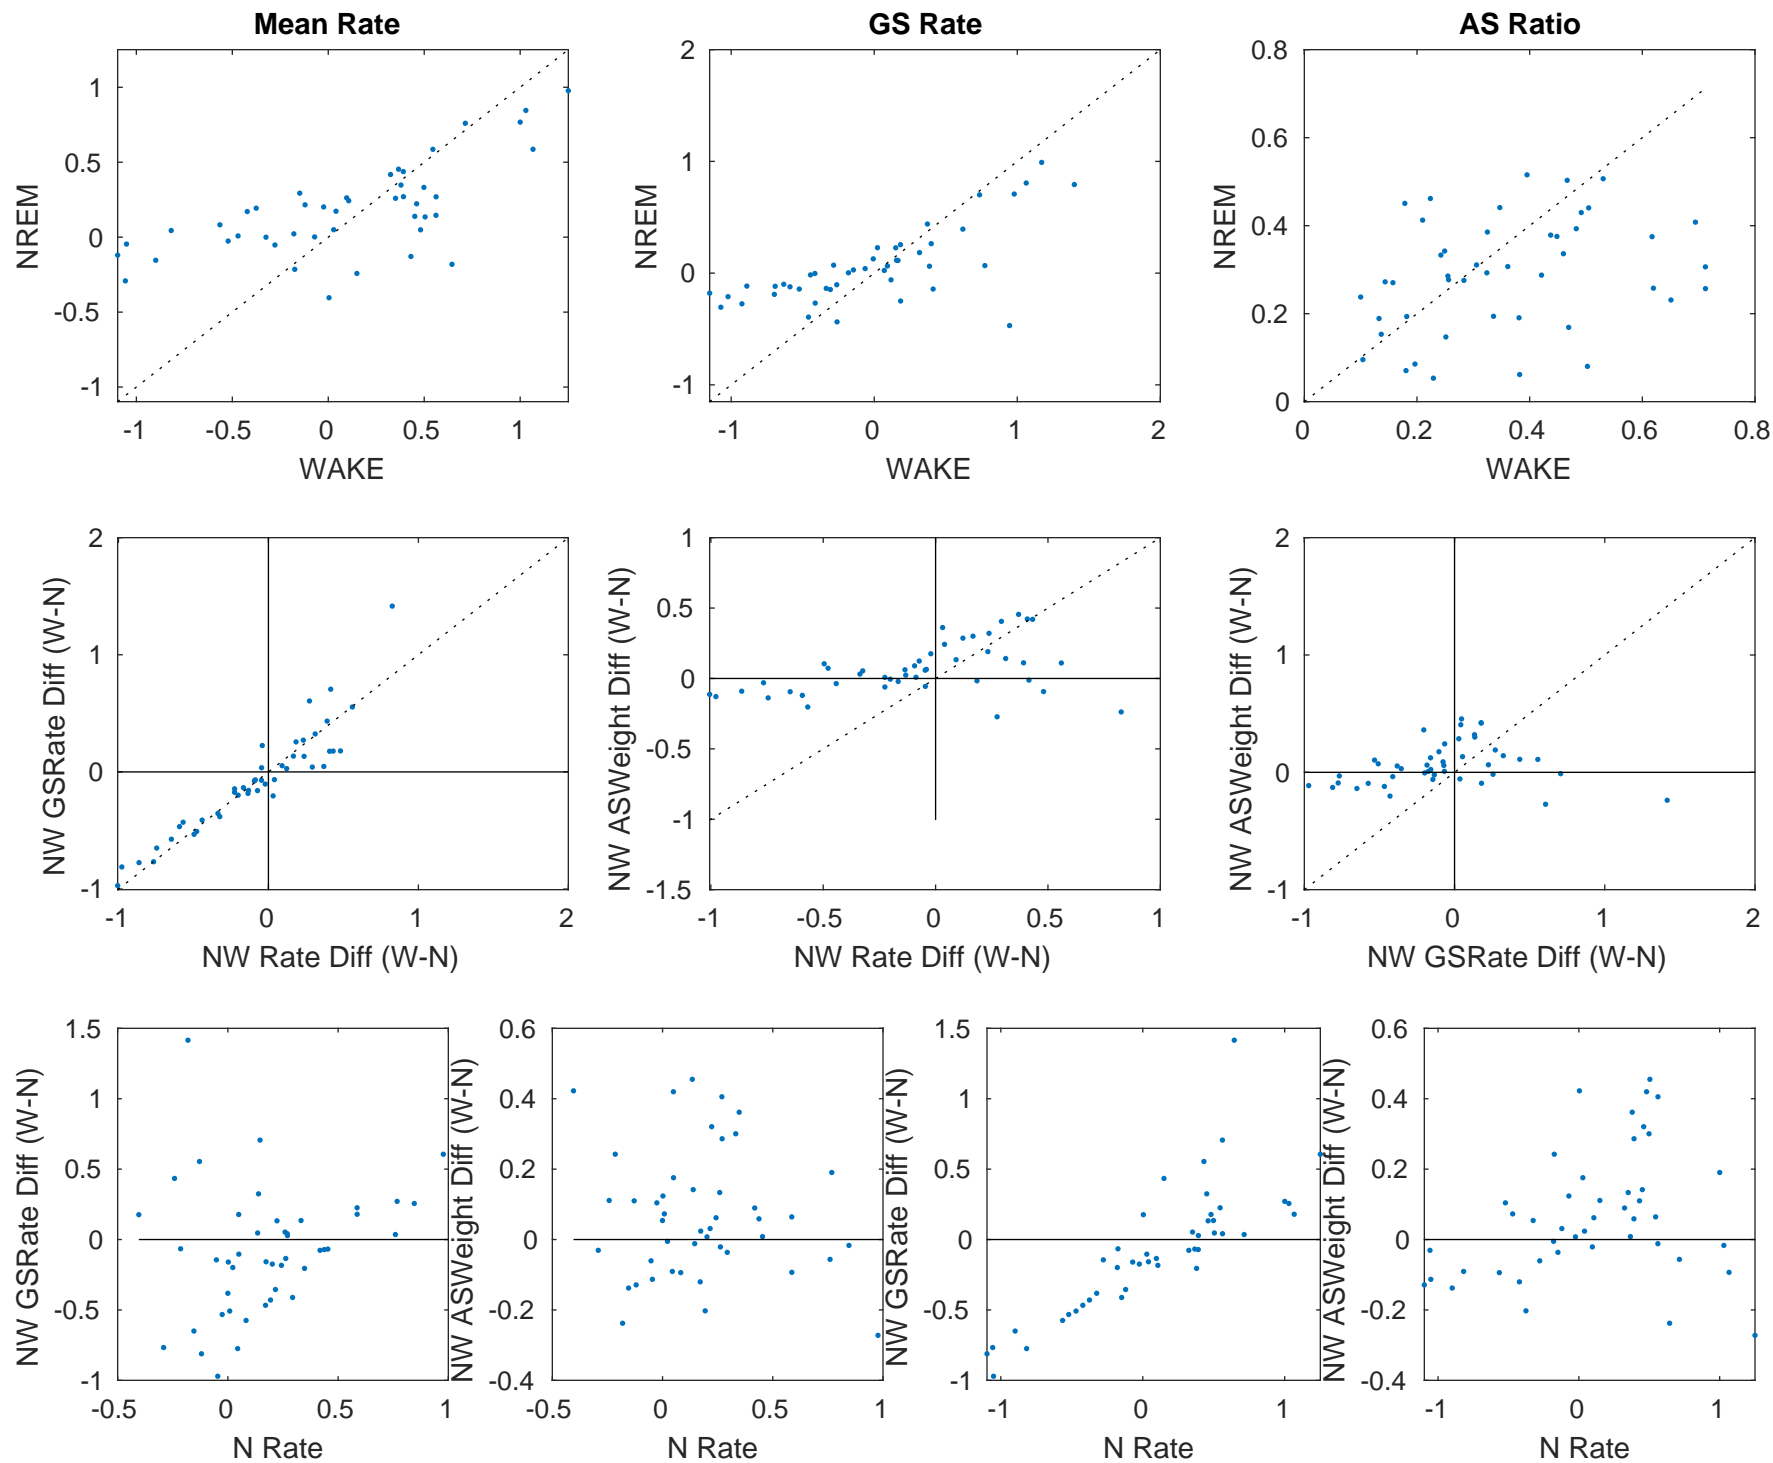 Mean Rate
GS Rate
AS Ratio
NREM
1
0.5
0
-0.5
-1
-1 -0.5 0 0.5 1
WAKE
NREM
2
1
0
-1
-1 0 1 2
WAKE
NREM
0.8
0.6
0.4
0.2
0
0 0.2 0.4 0.6 0.8
WAKE
NW GSRate Diff (W-N)
2
1
0
-1
-1 0 1 2
NW Rate Diff (W-N)
NW ASWeight Diff (W-N)
1
0.5
0
-0.5
-1
-1.5
-1 -0.5 0 0.5 1
NW Rate Diff (W-N)
NW ASWeight Diff (W-N)
2
1
0
-1
-1 0 1 2
NW GSRate Diff (W-N)
NW GSRate Diff (W-N)
1.5
1
0.5
0
-0.5
-1
-0.5 0 0.5 1
N Rate
NW ASWeight Diff (W-N)
0.6
0.4
0.2
0
-0.2
-0.4
-0.5 0 0.5 1
N Rate
NW GSRate Diff (W-N)
1.5
1
0.5
0
-0.5
-1
-1 0 1
N Rate
NW ASWeight Diff (W-N)
0.6
0.4
0.2
0
-0.2
-0.4
-1 0 1
N Rate